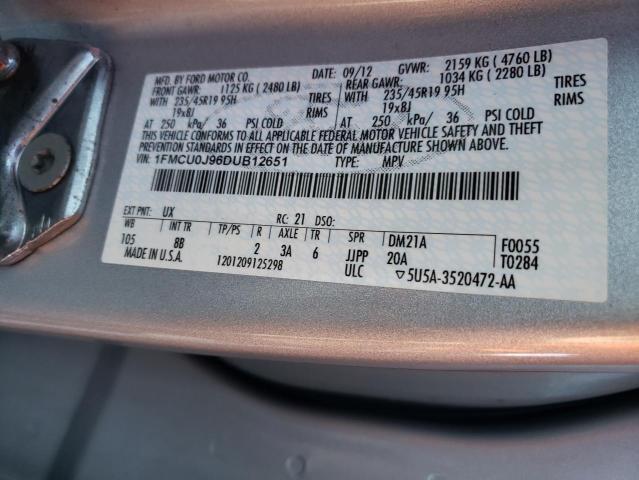 MFD. BY FORD MOTOR CO.
DATE: 09/12
GVWR: 2159 KG ( 4760 LB)
FRONT GAWR: 1125 KG ( 2480 LB)
REAR GAWR: 1034 KG ( 2280 LB)
WITH 235/45R19 95H TIRES
WITH 235/45R19 95H TIRES
19x8J RIMS
19x8J RIMS
AT 250 kPa/ 36 PSI COLD
AT 250 kPa/ 36 PSI COLD
THIS VEHICLE CONFORMS TO ALL APPLICABLE FEDERAL MOTOR VEHICLE SAFETY AND THEFT
PREVENTION STANDARDS IN EFFECT ON THE DATE OF MANUFACTURE SHOWN ABOVE.
VIN: 1FMCU0J96DUB12651
TYPE: MPV
EXT PNT: UX RC: 21 DSO:
WB INT TR TP/PS R AXLE TR SPR DM21A F0055
105 8B 2 3A 6 JJPP 20A T0284
MADE IN U.S.A. 1201209125298 ULC ▽5U5A-3520472-AA